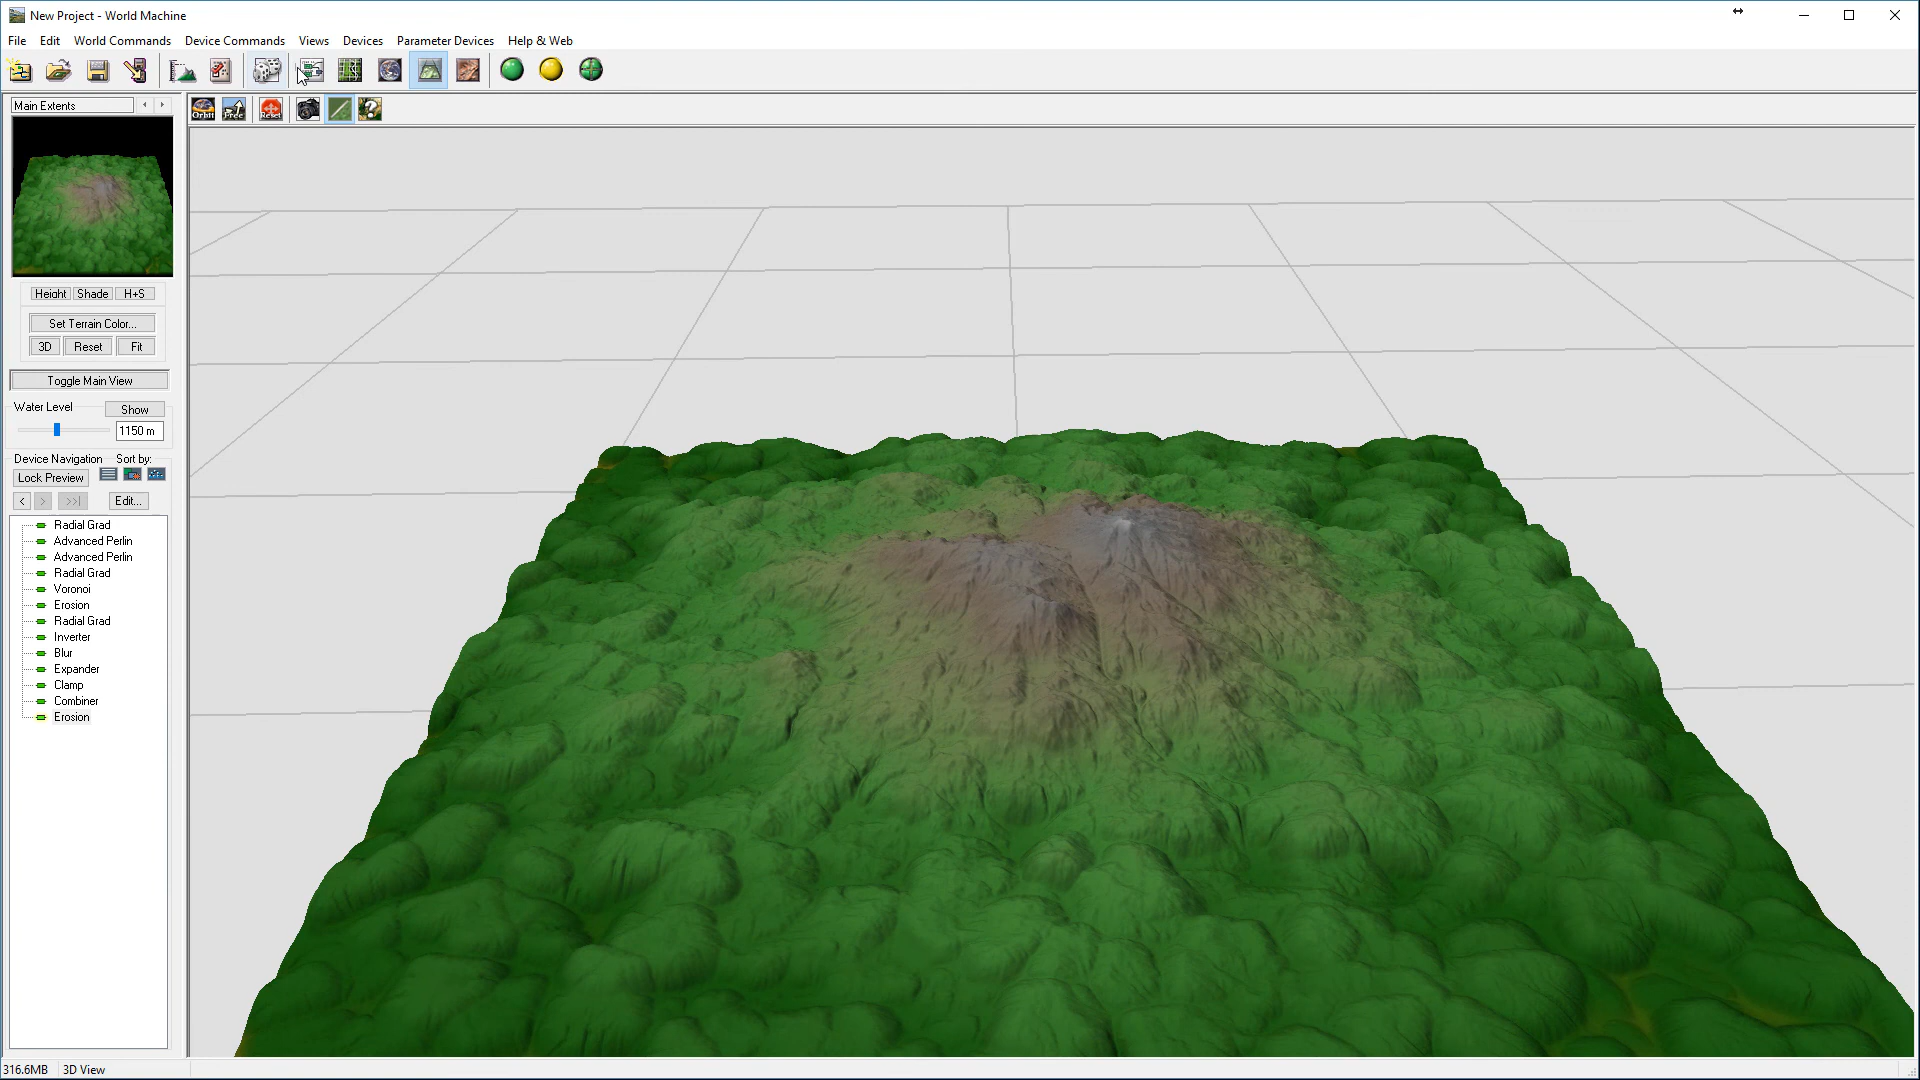 New Project - World Machine
File Edit World Commands Device Commands Views Devices Parameter Devices Help & Web
Main Extents
Orbit Free Reset
Height Shade H+S
Set Terrain Color...
3D Reset Fit
Toggle Main View
Water Level Show
1150 m
Device Navigation Sort by:
Lock Preview
< > >>| Edit...
Radial Grad
Advanced Perlin
Advanced Perlin
Radial Grad
Voronoi
Erosion
Radial Grad
Inverter
Blur
Expander
Clamp
Combiner
Erosion
316.6MB 3D View